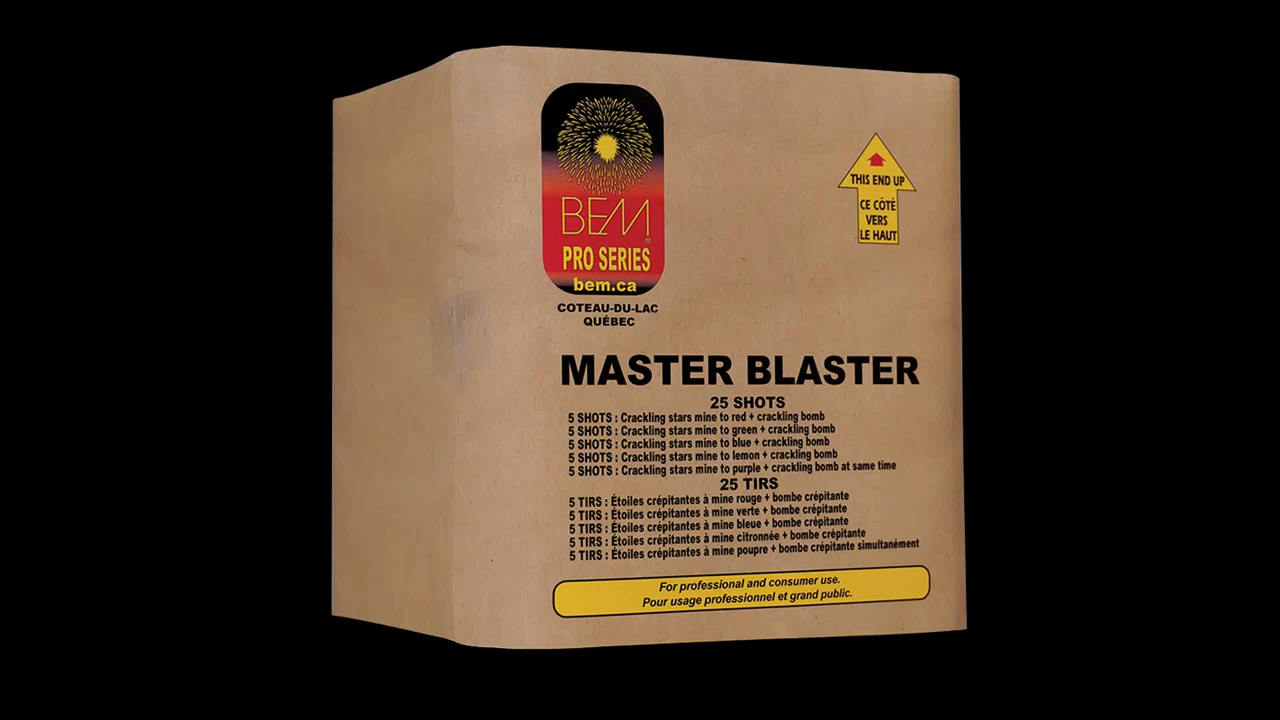 BEM®
PRO SERIES
bem.ca
COTEAU-DU-LAC
QUÉBEC
THIS END UP
CE CÔTÉ
VERS
LE HAUT
MASTER BLASTER
25 SHOTS
5 SHOTS : Crackling stars mine to red + crackling bomb
5 SHOTS : Crackling stars mine to green + crackling bomb
5 SHOTS : Crackling stars mine to blue + crackling bomb
5 SHOTS : Crackling stars mine to lemon + crackling bomb
5 SHOTS : Crackling stars mine to purple + crackling bomb at same time
25 TIRS
5 TIRS : Étoiles crépitantes à mine rouge + bombe crépitante
5 TIRS : Étoiles crépitantes à mine verte + bombe crépitante
5 TIRS : Étoiles crépitantes à mine bleue + bombe crépitante
5 TIRS : Étoiles crépitantes à mine citronnée + bombe crépitante
5 TIRS : Étoiles crépitantes à mine poupre + bombe crépitante simultanément
For professional and consumer use.
Pour usage professionnel et grand public.